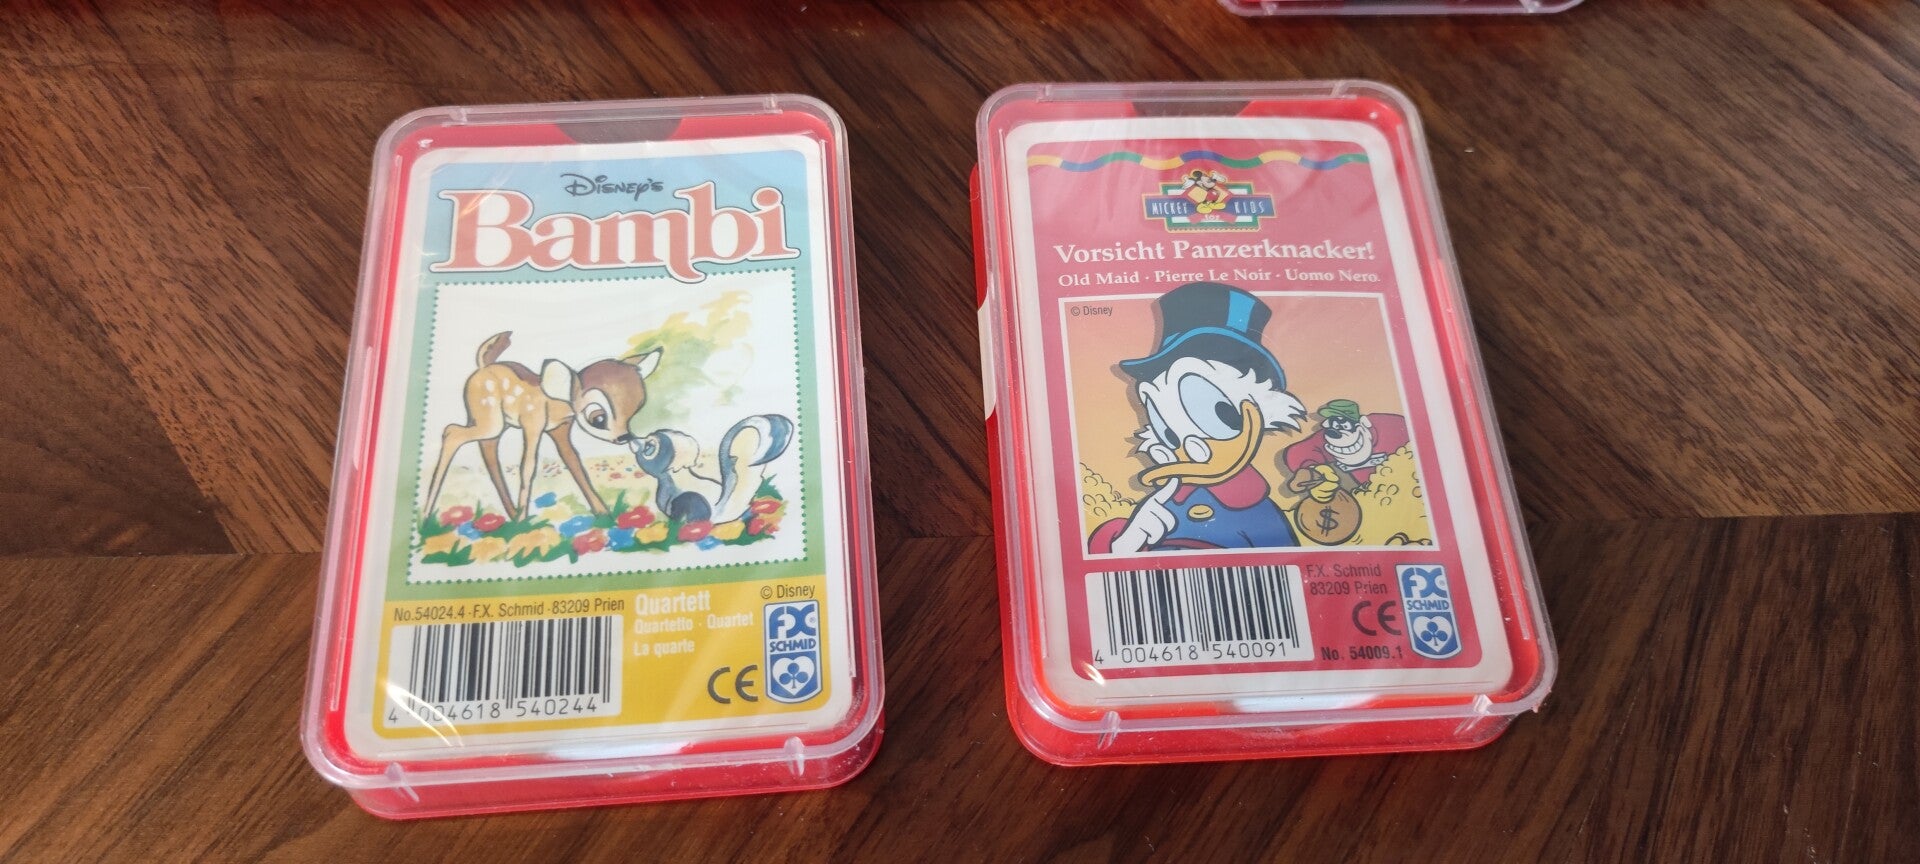 Disney's
Bambi
No. 54024.4 · F.X. Schmid · 83209 Prien
Quartett
Quartetto · Quartet
La quarte
© Disney
FX
SCHMID
CE
4 004618 540244
MICKEY for KIDS
Vorsicht Panzerknacker!
Old Maid · Pierre Le Noir · Uomo Nero
© Disney
$
F.X. Schmid
83209 Prien
CE
FX
SCHMID
No. 54009.1
4 004618 540091